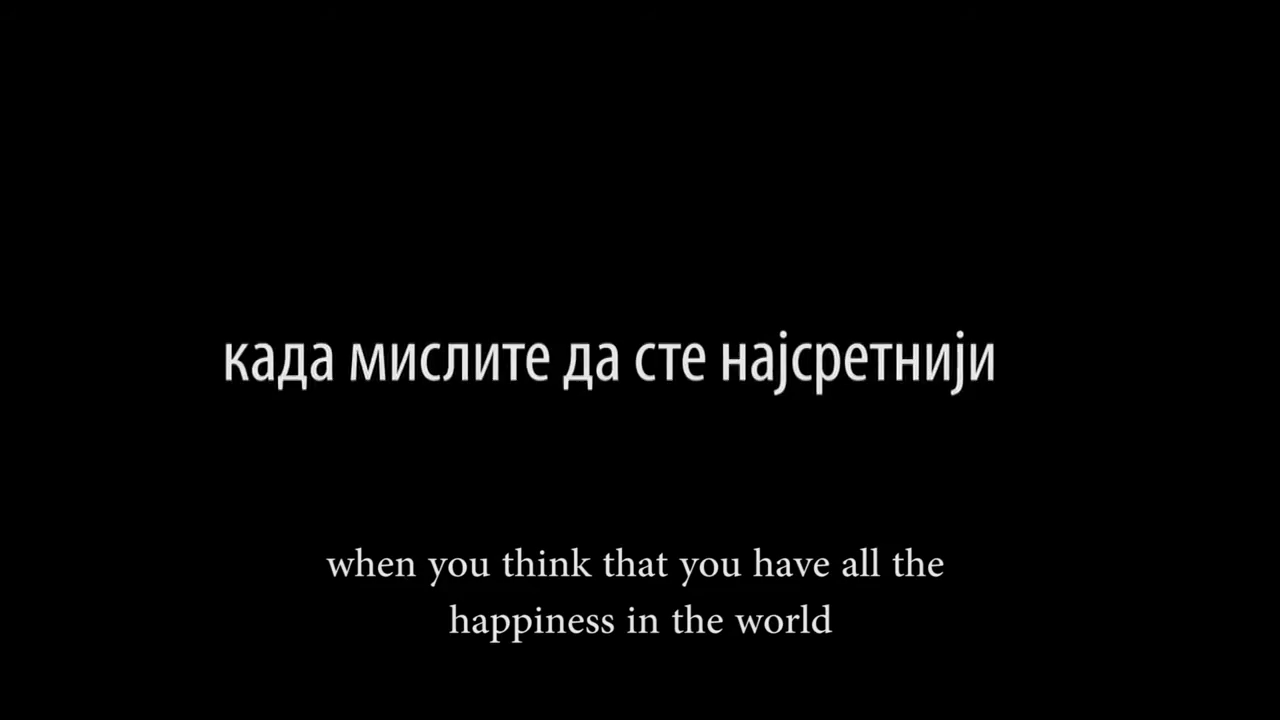 када мислите да сте најсретнији
when you think that you have all the
happiness in the world